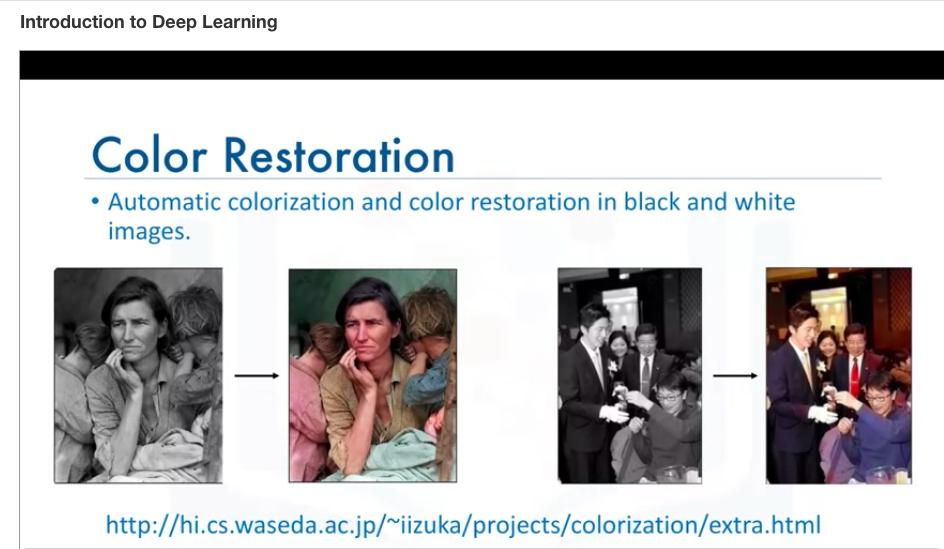 Introduction to Deep Learning
Color Restoration
• Automatic colorization and color restoration in black and white
images.
http://hi.cs.waseda.ac.jp/~iizuka/projects/colorization/extra.html